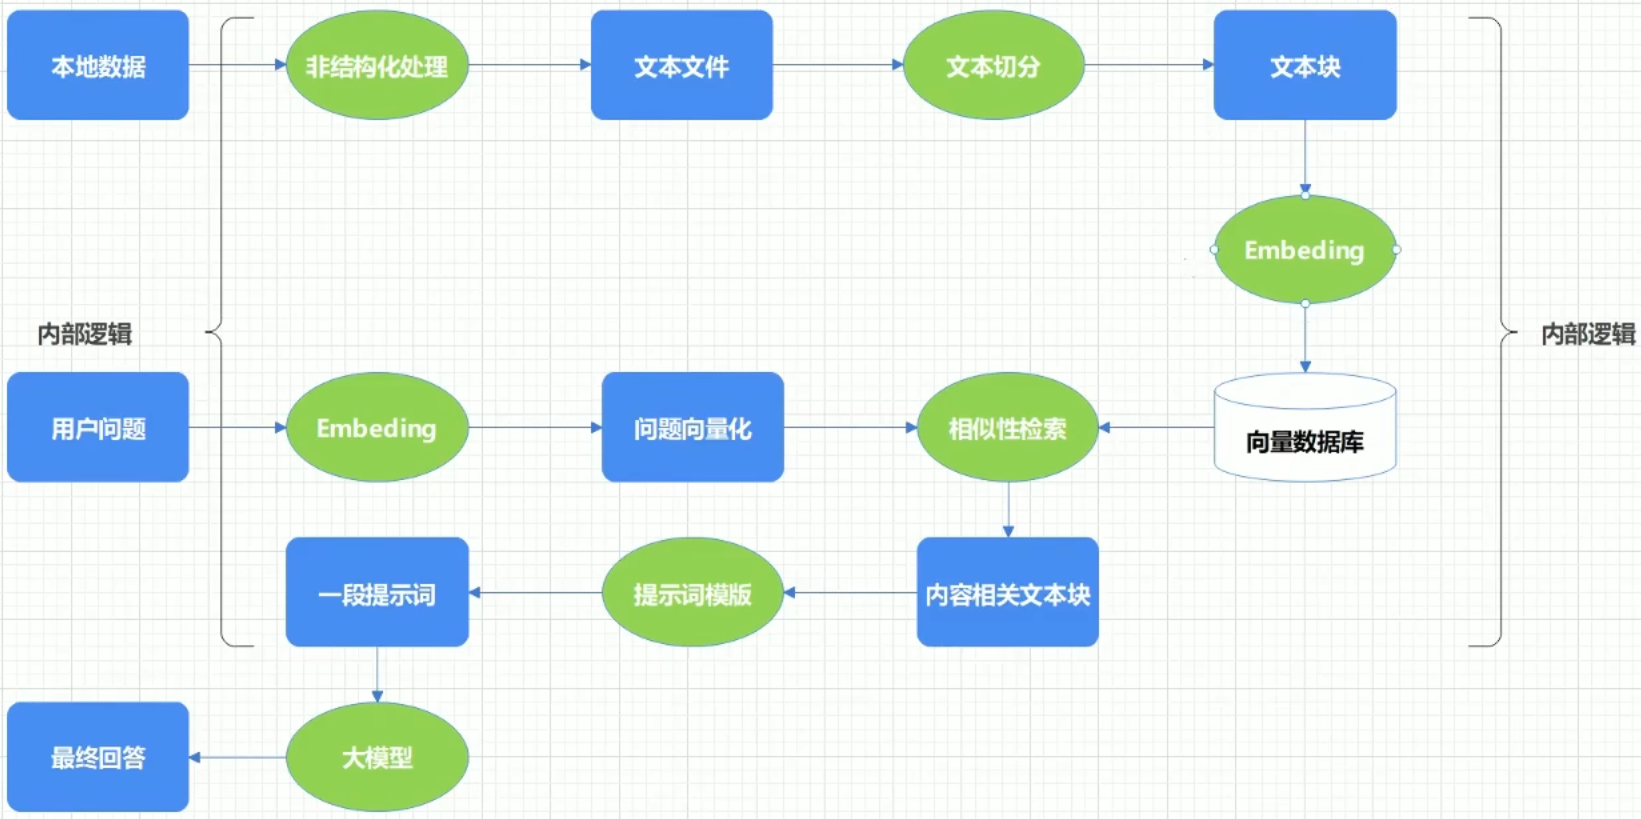 本地数据
非结构化处理
文本文件
文本切分
文本块
Embeding
内部逻辑
内部逻辑
用户问题
Embeding
问题向量化
相似性检索
向量数据库
一段提示词
提示词模版
内容相关文本块
最终回答
大模型